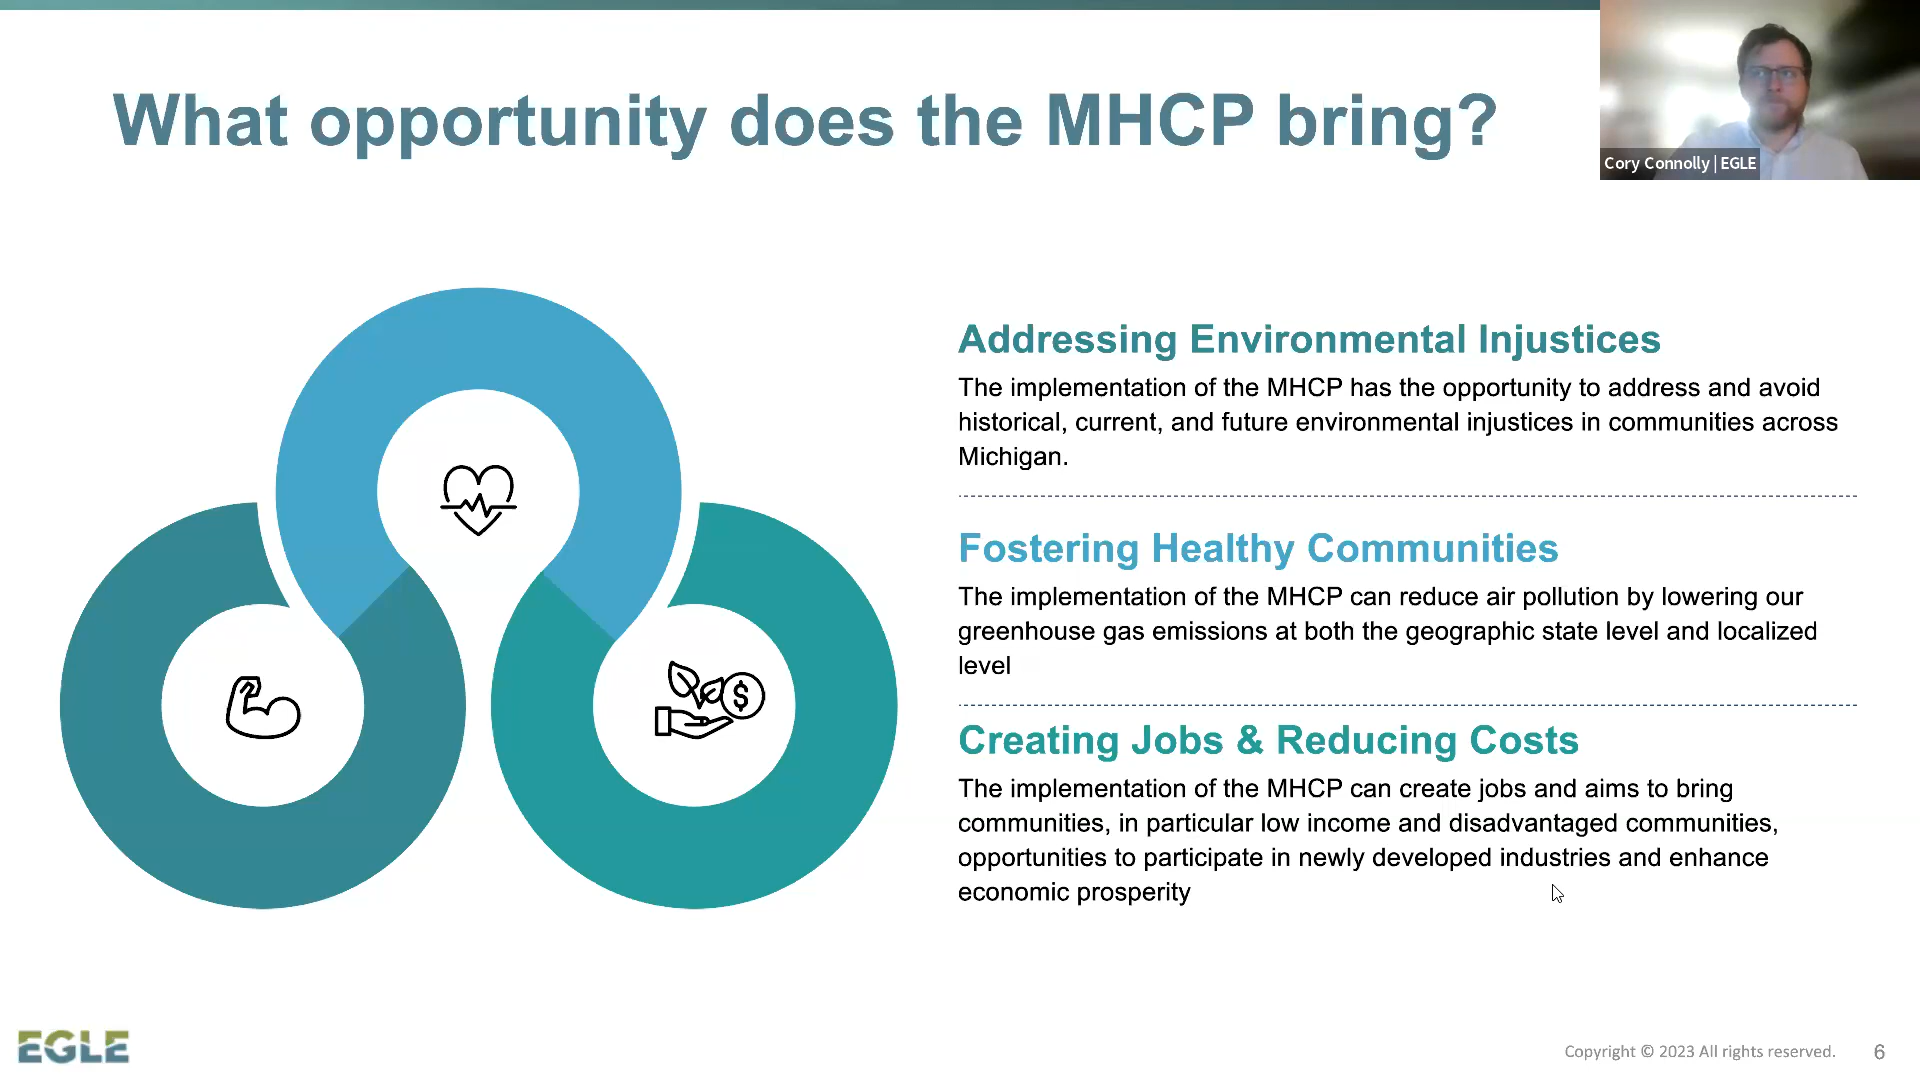 What opportunity does the MHCP bring?
Cory Connolly | EGLE
Addressing Environmental Injustices
The implementation of the MHCP has the opportunity to address and avoid
historical, current, and future environmental injustices in communities across
Michigan.
Fostering Healthy Communities
The implementation of the MHCP can reduce air pollution by lowering our
greenhouse gas emissions at both the geographic state level and localized
level
$
Creating Jobs & Reducing Costs
The implementation of the MHCP can create jobs and aims to bring
communities, in particular low income and disadvantaged communities,
opportunities to participate in newly developed industries and enhance
economic prosperity
EGLE
Copyright © 2023 All rights reserved. 6